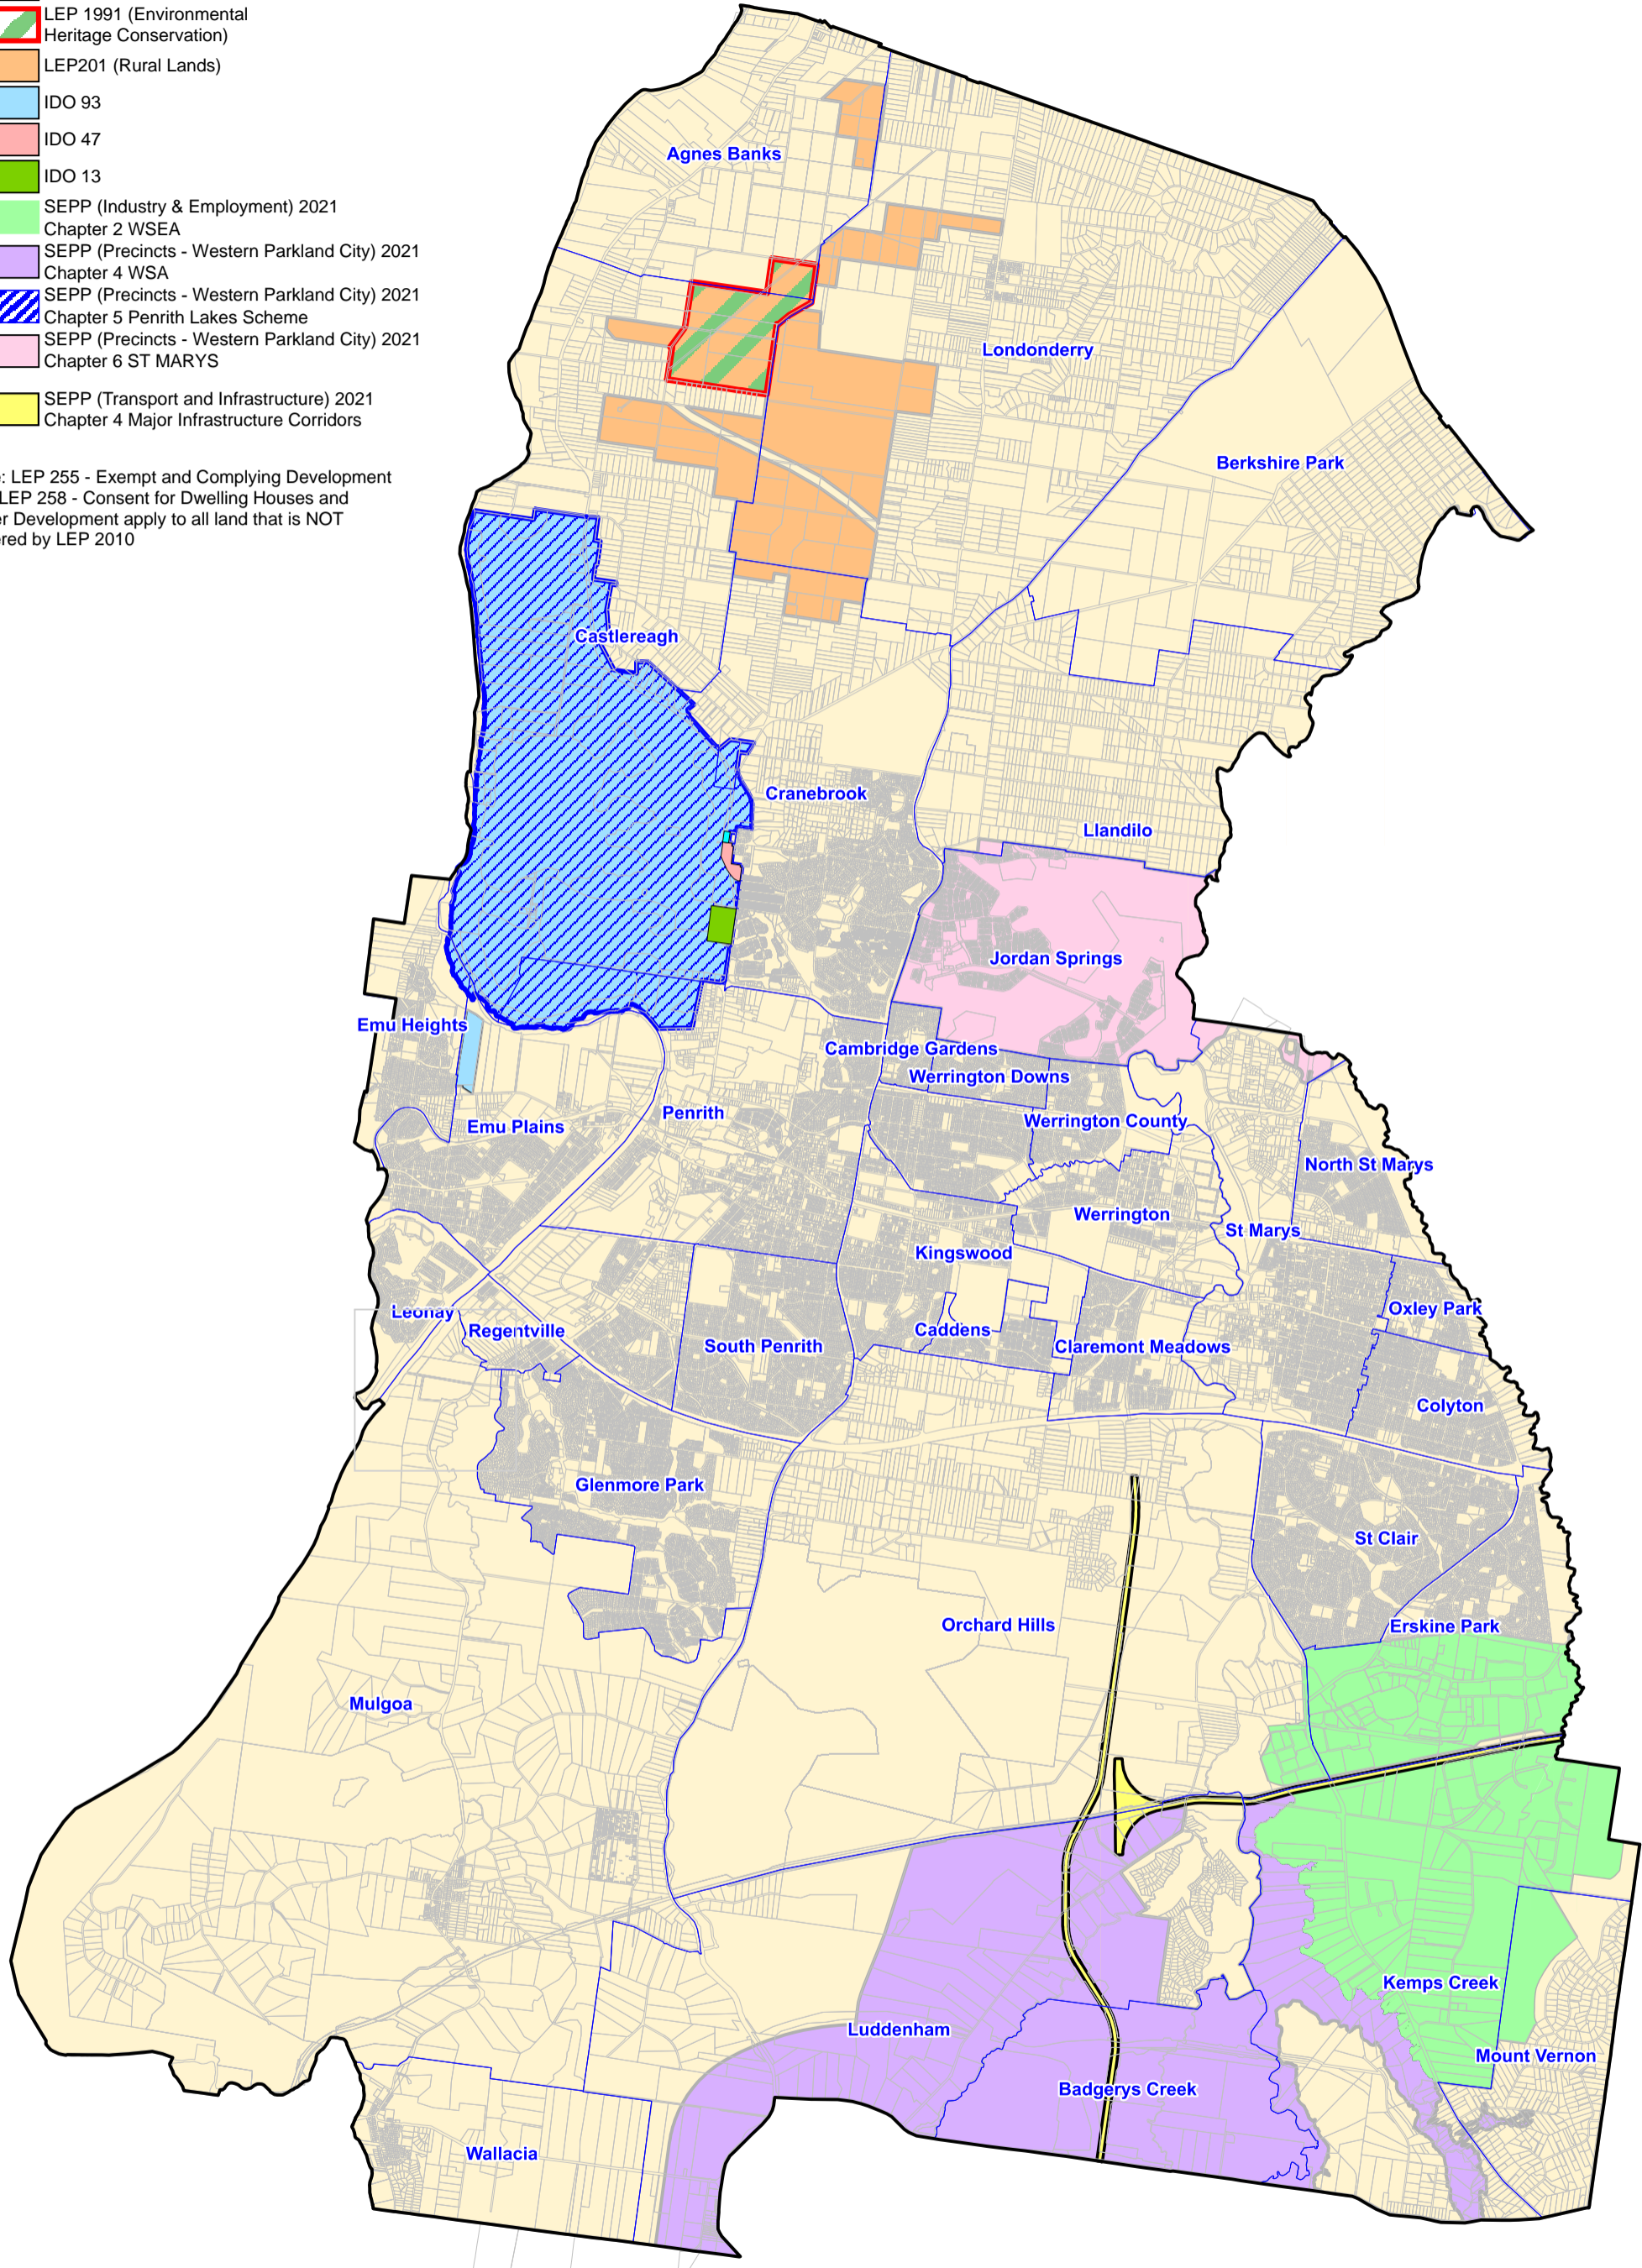 LEP 1991 (Environmental
Heritage Conservation)
LEP201 (Rural Lands)
IDO 93
IDO 47
IDO 13
SEPP (Industry & Employment) 2021
Chapter 2 WSEA
SEPP (Precincts - Western Parkland City) 2021
Chapter 4 WSA
SEPP (Precincts - Western Parkland City) 2021
Chapter 5 Penrith Lakes Scheme
SEPP (Precincts - Western Parkland City) 2021
Chapter 6 ST MARYS
SEPP (Transport and Infrastructure) 2021
Chapter 4 Major Infrastructure Corridors
: LEP 255 - Exempt and Complying Development
LEP 258 - Consent for Dwelling Houses and
r Development apply to all land that is NOT
red by LEP 2010
Agnes Banks
Londonderry
Berkshire Park
Castlereagh
Cranebrook
Llandilo
Jordan Springs
Emu Heights
Cambridge Gardens
Werrington Downs
Penrith
Werrington County
Emu Plains
North St Marys
Werrington
St Marys
Kingswood
Leonay
Oxley Park
Regentville
Caddens
South Penrith
Claremont Meadows
Colyton
Glenmore Park
St Clair
Orchard Hills
Erskine Park
Mulgoa
Kemps Creek
Luddenham
Mount Vernon
Badgerys Creek
Wallacia